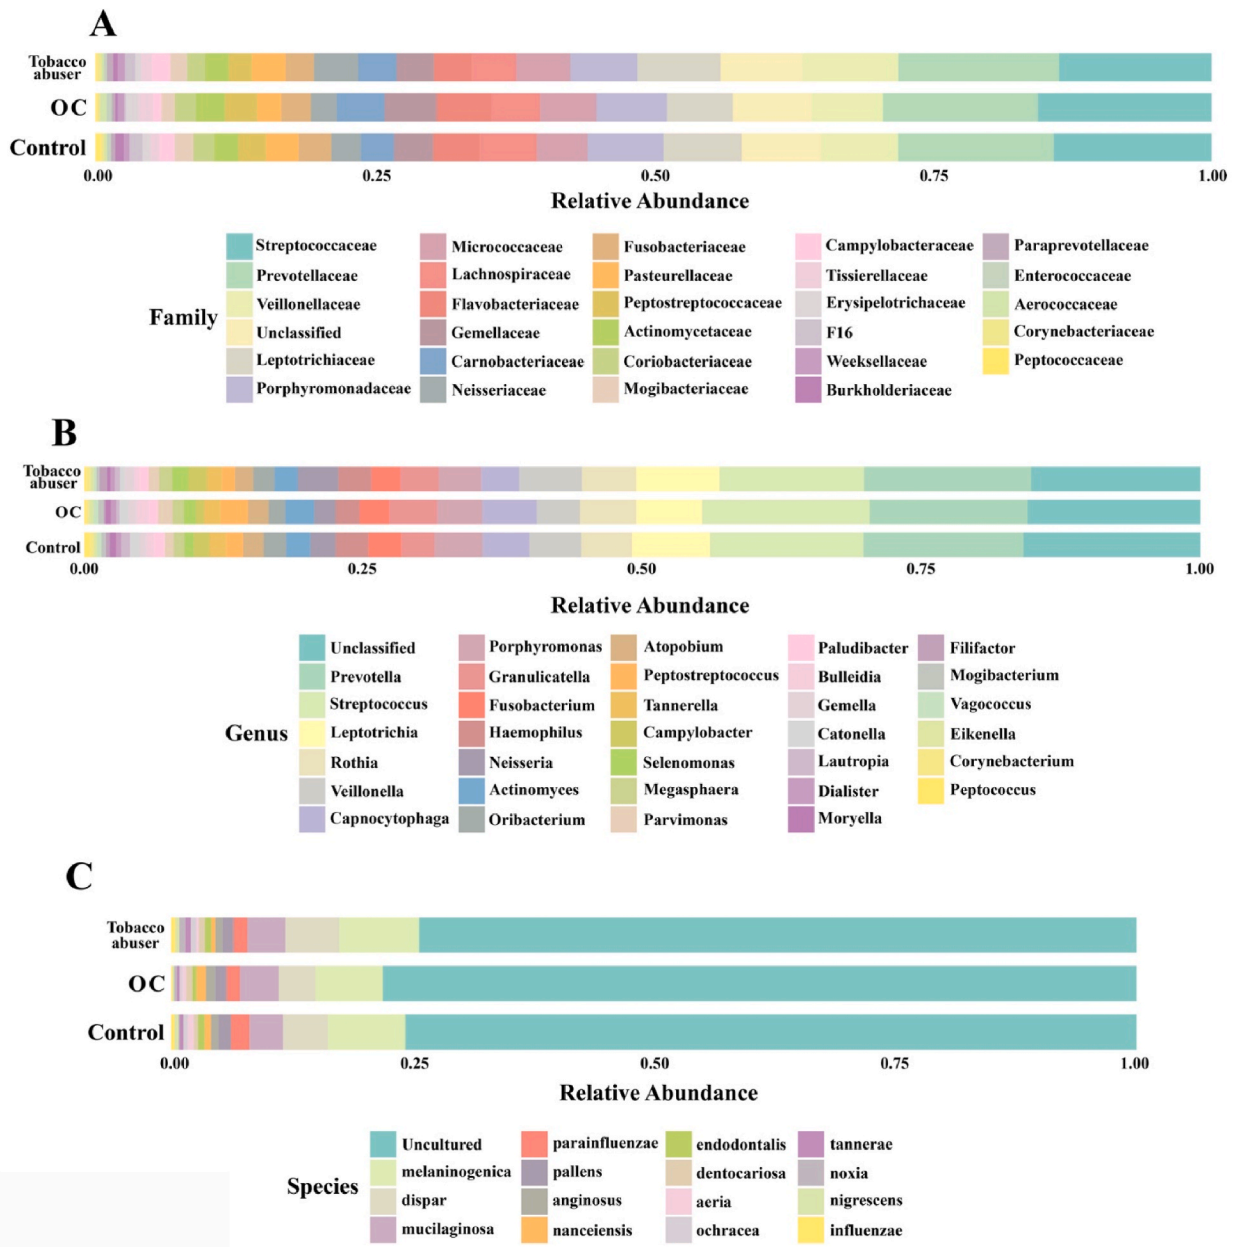 A
Tobacco
abuser
OC
Control
0.00 0.25 0.50 0.75 1.00
Relative Abundance
Family
Streptococcaceae Micrococcaceae Fusobacteriaceae Campylobacteraceae Paraprevotellaceae
Prevotellaceae Lachnospiraceae Pasteurellaceae Tissierellaceae Enterococcaceae
Veillonellaceae Flavobacteriaceae Peptostreptococcaceae Erysipelotrichaceae Aerococcaceae
Unclassified Gemellaceae Actinomycetaceae F16 Corynebacteriaceae
Leptotrichiaceae Carnobacteriaceae Coriobacteriaceae Weeksellaceae Peptococcaceae
Porphyromonadaceae Neisseriaceae Mogibacteriaceae Burkholderiaceae
B
Tobacco
abuser
OC
Control
0.00 0.25 0.50 0.75 1.00
Relative Abundance
Genus
Unclassified Porphyromonas Atopobium Paludibacter Filifactor
Prevotella Granulicatella Peptostreptococcus Bulleidia Mogibacterium
Streptococcus Fusobacterium Tannerella Gemella Vagococcus
Leptotrichia Haemophilus Campylobacter Catonella Eikenella
Rothia Neisseria Selenomonas Lautropia Corynebacterium
Veillonella Actinomyces Megasphaera Dialister Peptococcus
Capnocytophaga Oribacterium Parvimonas Moryella
C
Tobacco
abuser
OC
Control
0.00 0.25 0.50 0.75 1.00
Relative Abundance
Species
Uncultured parainfluenzae endodontalis tannerae
melaninogenica pallens dentocariosa noxia
dispar anginosus aeria nigrescens
mucilaginosa nanceiensis ochracea influenzae